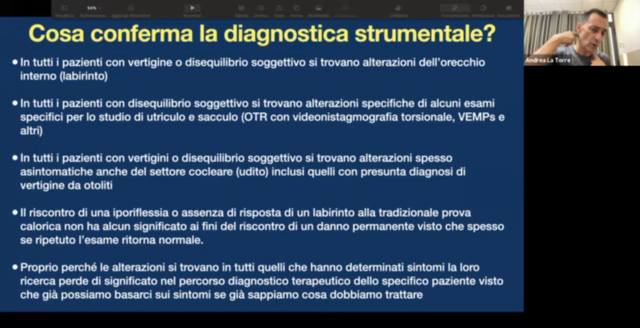 Cosa conferma la diagnostica strumentale?
• In tutti i pazienti con vertigine o disequilibrio soggettivo si trovano alterazioni dell'orecchio
interno (labirinto)
• In tutti i pazienti con disequilibrio soggettivo si trovano alterazioni specifiche di alcuni esami
specifici per lo studio di utriculo e sacculo (OTR con videonistagmografia torsionale, VEMPs e
altri)
• In tutti i pazienti con vertigini o disequilibrio soggettivo si trovano alterazioni spesso
asintomatiche anche del settore cocleare (udito) inclusi quelli con presunta diagnosi di
vertigine da otoliti
• Il riscontro di una iporiflessia o assenza di risposta di un labirinto alla tradizionale prova
calorica non ha alcun significato ai fini del riscontro di un danno permanente visto che spesso
se ripetuto l'esame ritorna normale.
• Proprio perché le alterazioni si trovano in tutti quelli che hanno determinati sintomi la loro
ricerca perde di significato nel percorso diagnostico terapeutico dello specifico paziente visto
che già possiamo basarci sui sintomi se già sappiamo cosa dobbiamo trattare
Andrea La Torre